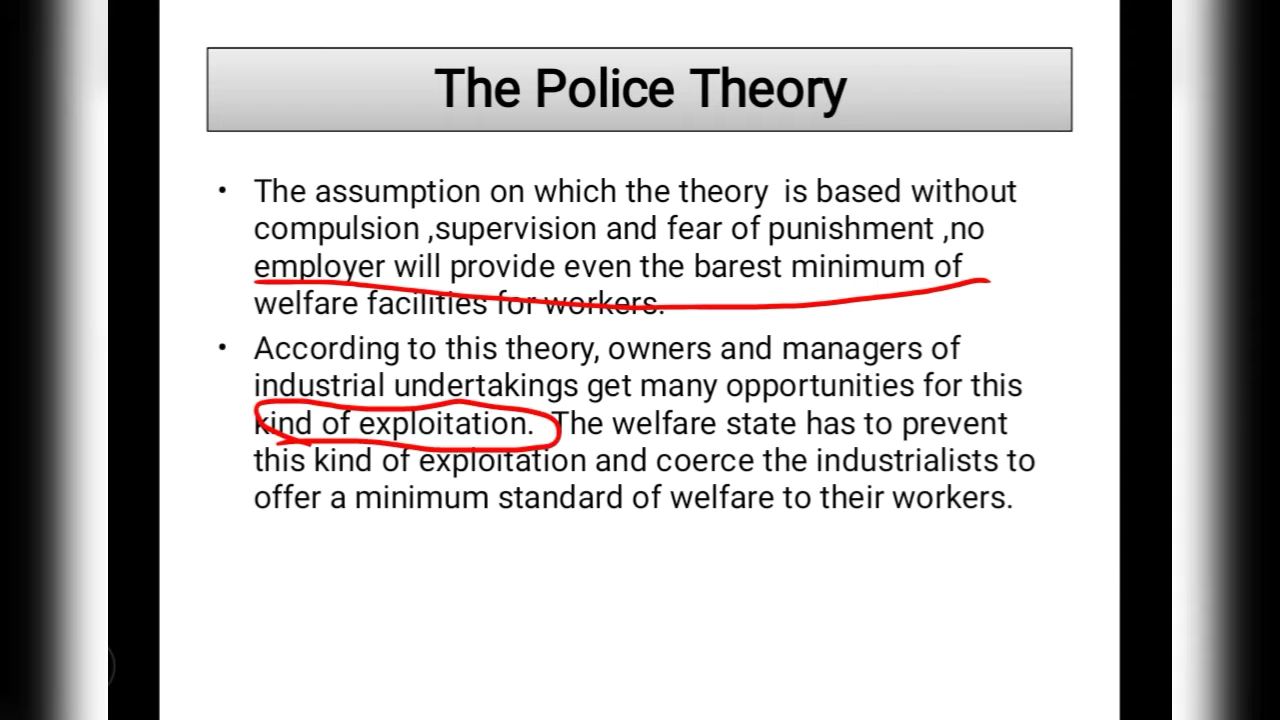 The Police Theory
• The assumption on which the theory is based without
compulsion ,supervision and fear of punishment ,no
employer will provide even the barest minimum of
welfare facilities for workers.
• According to this theory, owners and managers of
industrial undertakings get many opportunities for this
kind of exploitation. The welfare state has to prevent
this kind of exploitation and coerce the industrialists to
offer a minimum standard of welfare to their workers.